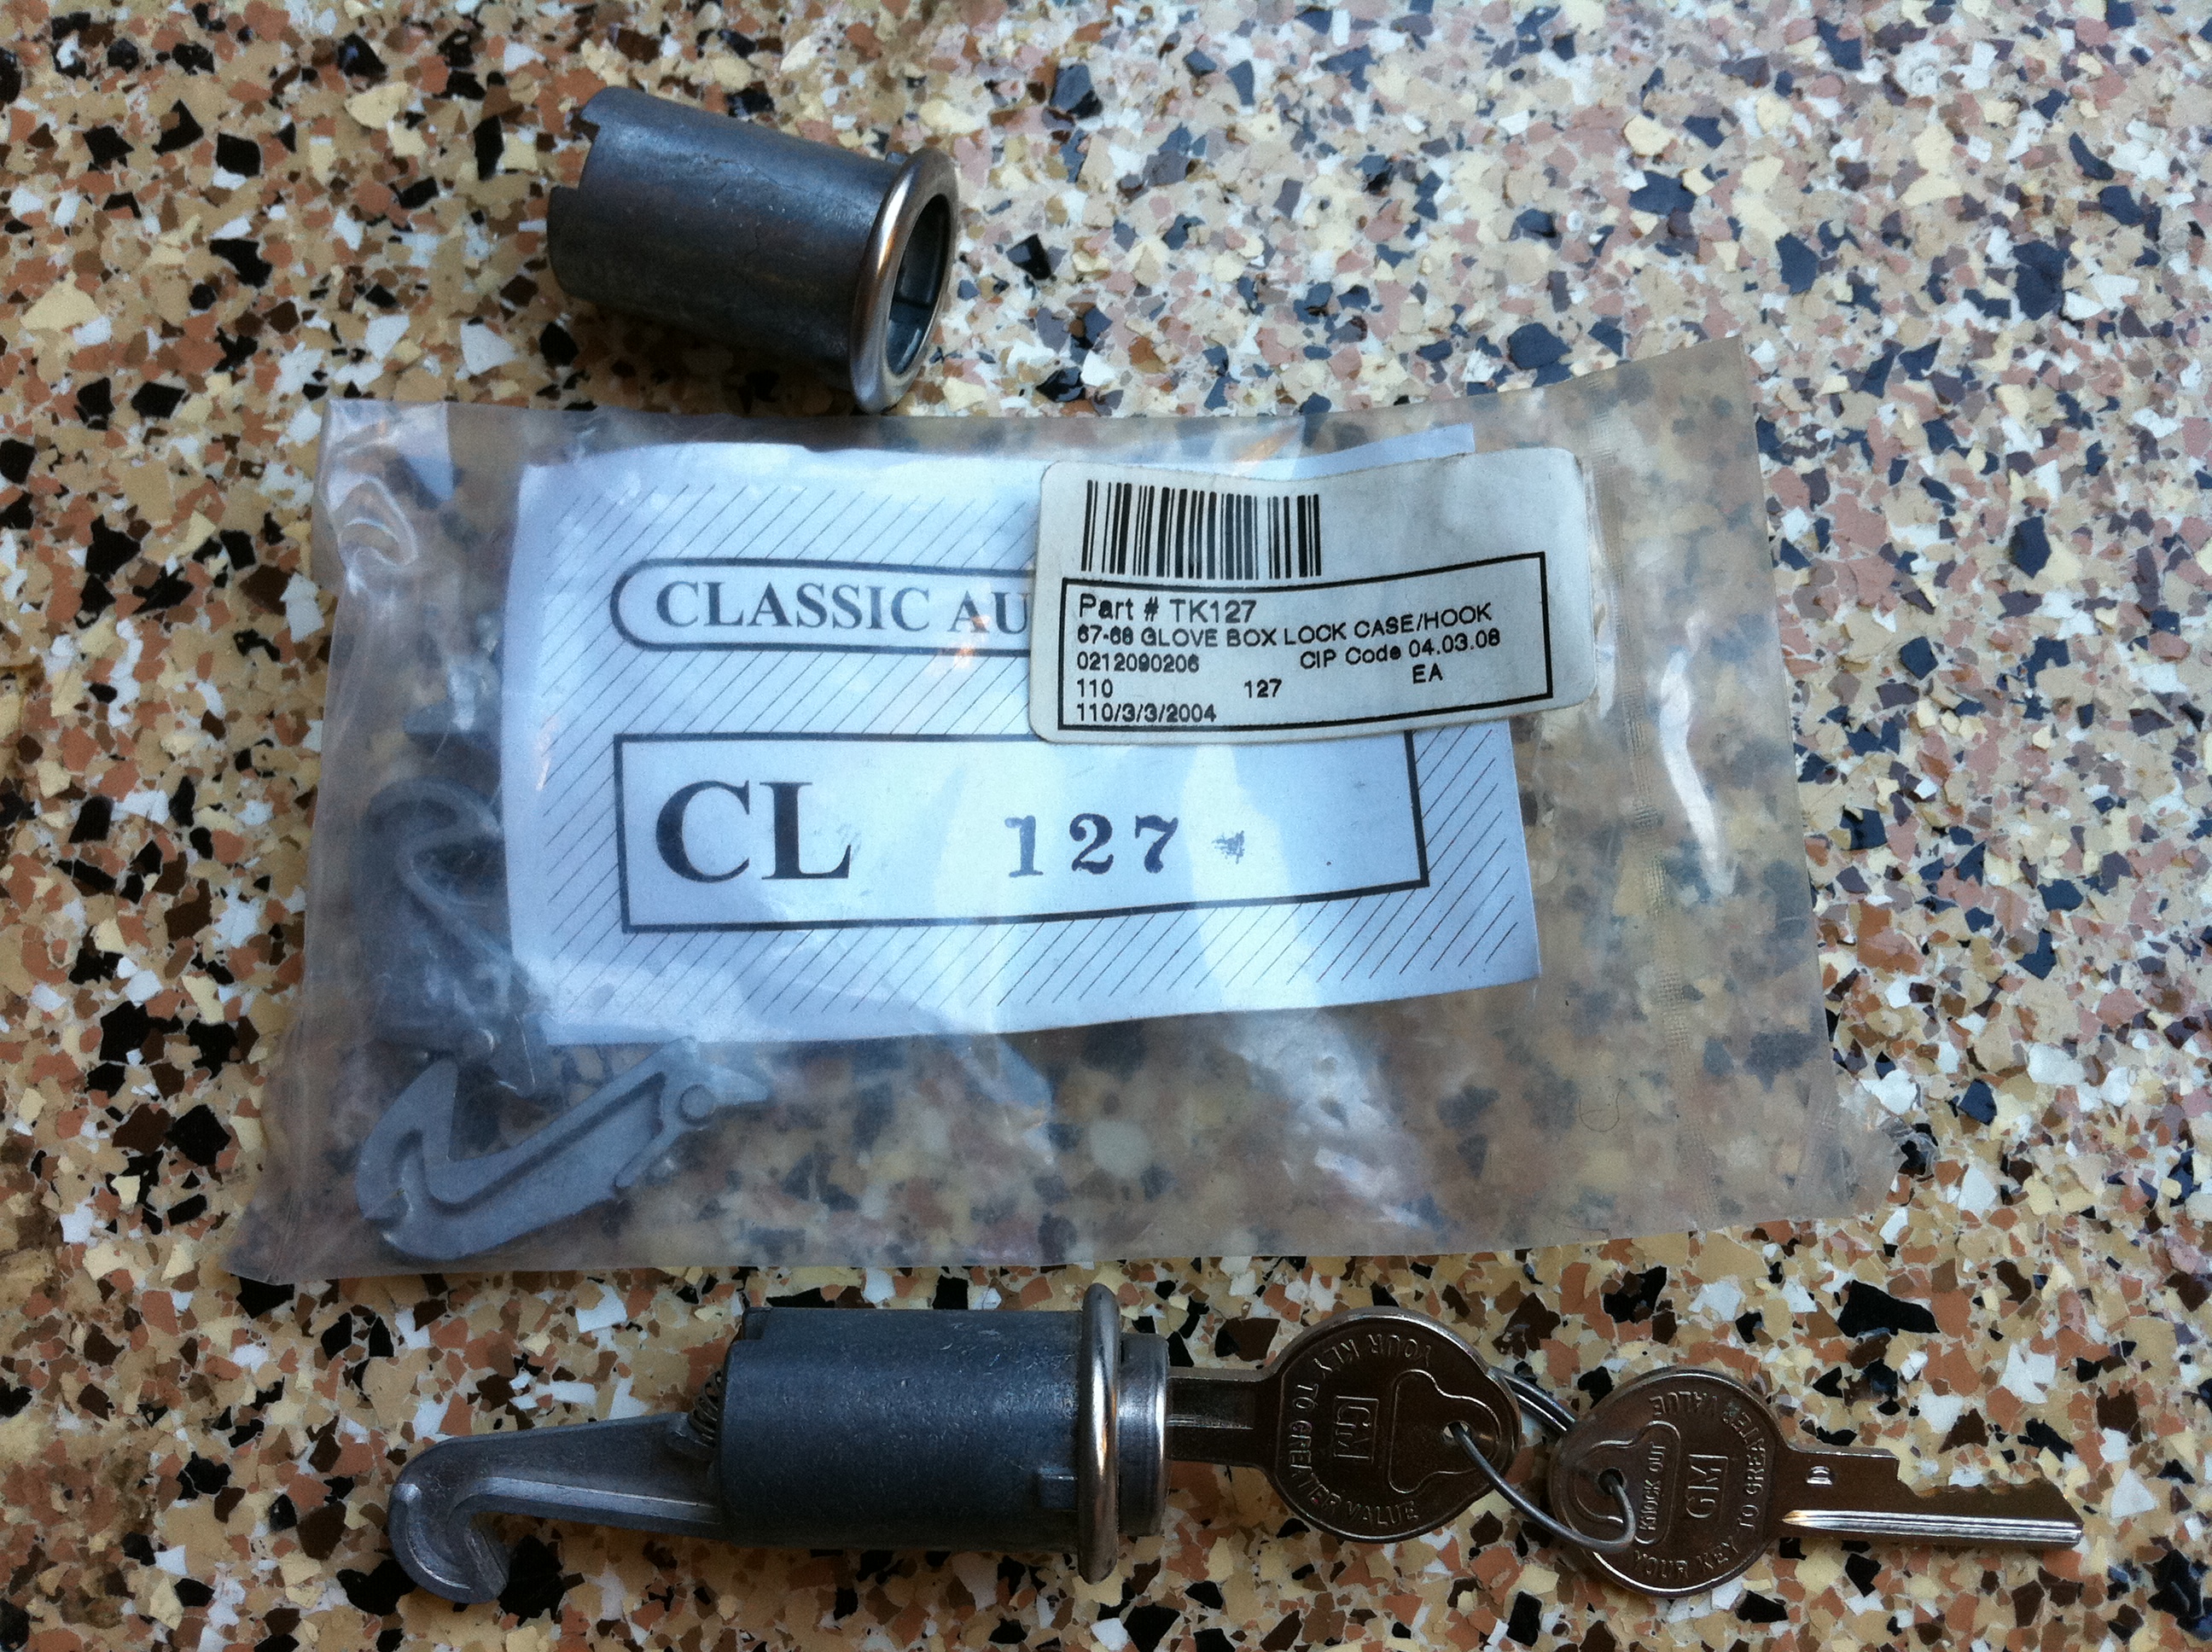 CLASSIC AU
Part # TK127
67-68 GLOVE BOX LOCK CASE/HOOK
0212090206 CIP Code 04.03.08
110 127 EA
110/3/3/2004
CL 127
YOUR KEY TO GREATER VALUE
GM
YOUR KEY TO GREATER VALUE
GM
KNOCK OUT
D